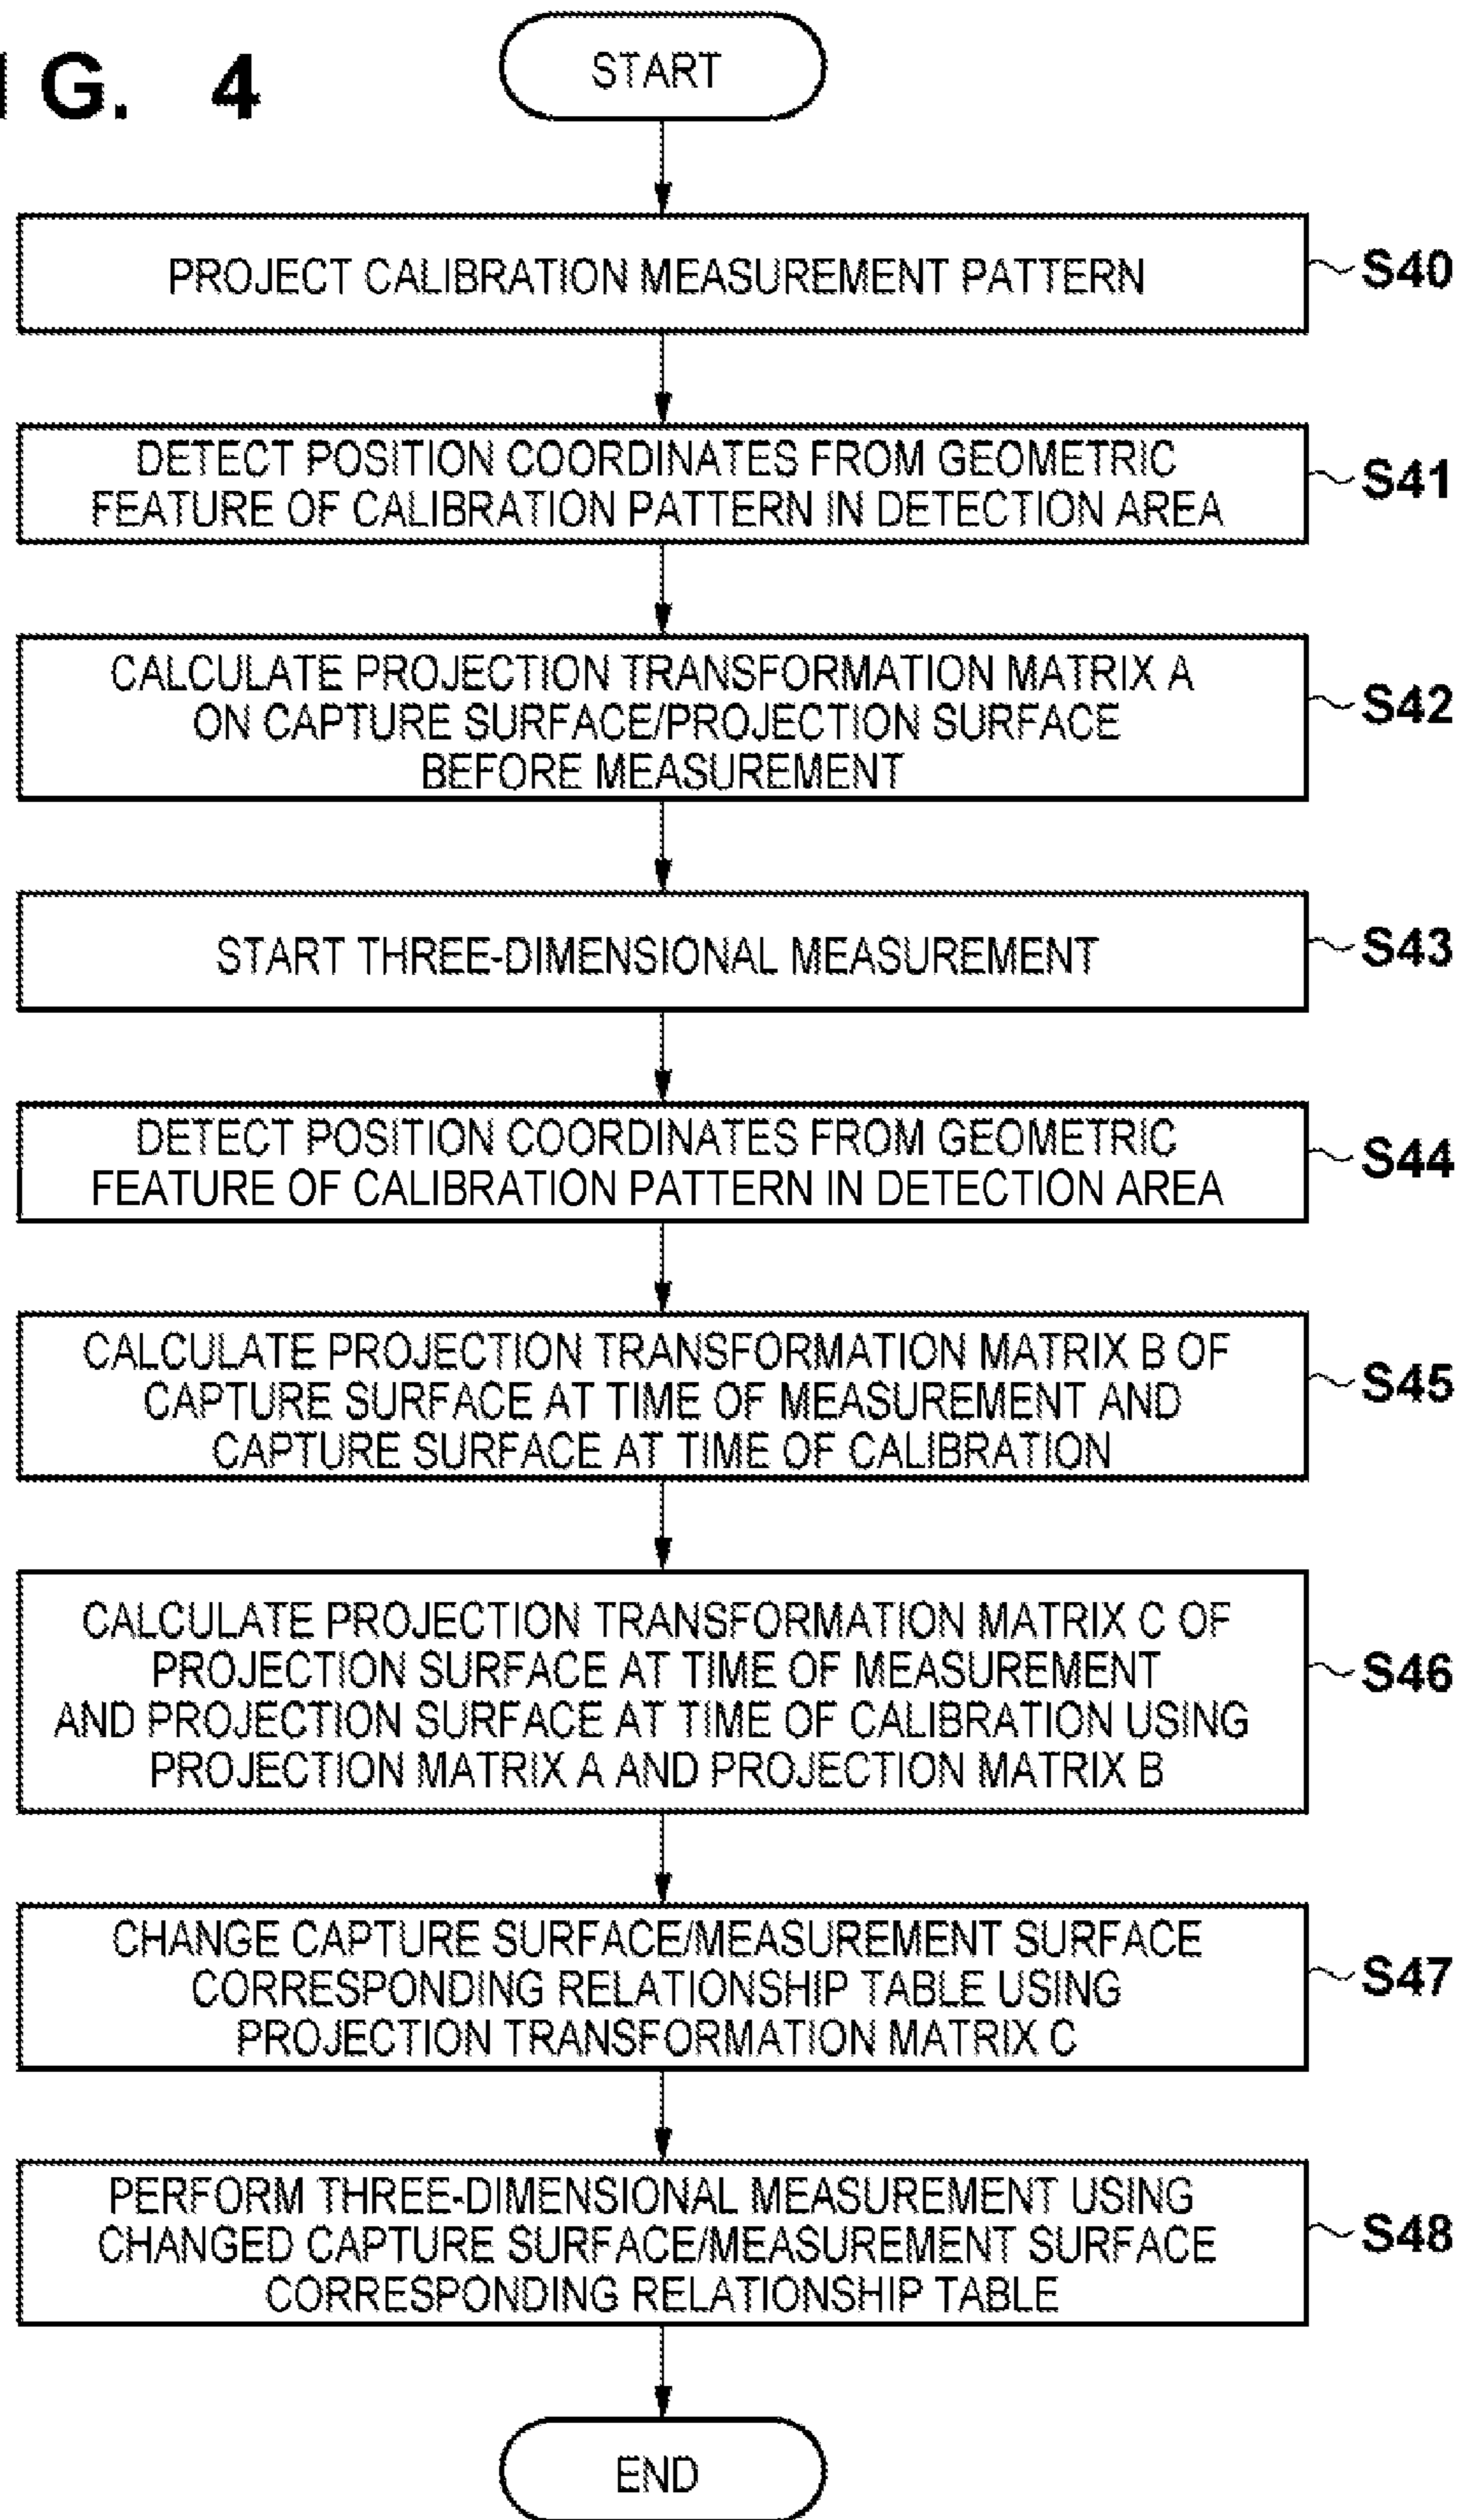 IG. 4
START
PROJECT CALIBRATION MEASUREMENT PATTERN
S40
DETECT POSITION COORDINATES FROM GEOMETRIC
FEATURE OF CALIBRATION PATTERN IN DETECTION AREA
S41
CALCULATE PROJECTION TRANSFORMATION MATRIX A
ON CAPTURE SURFACE/PROJECTION SURFACE
BEFORE MEASUREMENT
S42
START THREE-DIMENSIONAL MEASUREMENT
S43
DETECT POSITION COORDINATES FROM GEOMETRIC
FEATURE OF CALIBRATION PATTERN IN DETECTION AREA
S44
CALCULATE PROJECTION TRANSFORMATION MATRIX B OF
CAPTURE SURFACE AT TIME OF MEASUREMENT AND
CAPTURE SURFACE AT TIME OF CALIBRATION
S45
CALCULATE PROJECTION TRANSFORMATION MATRIX C OF
PROJECTION SURFACE AT TIME OF MEASUREMENT
AND PROJECTION SURFACE AT TIME OF CALIBRATION USING
PROJECTION MATRIX A AND PROJECTION MATRIX B
S46
CHANGE CAPTURE SURFACE/MEASUREMENT SURFACE
CORRESPONDING RELATIONSHIP TABLE USING
PROJECTION TRANSFORMATION MATRIX C
S47
PERFORM THREE-DIMENSIONAL MEASUREMENT USING
CHANGED CAPTURE SURFACE/MEASUREMENT SURFACE
CORRESPONDING RELATIONSHIP TABLE
S48
END